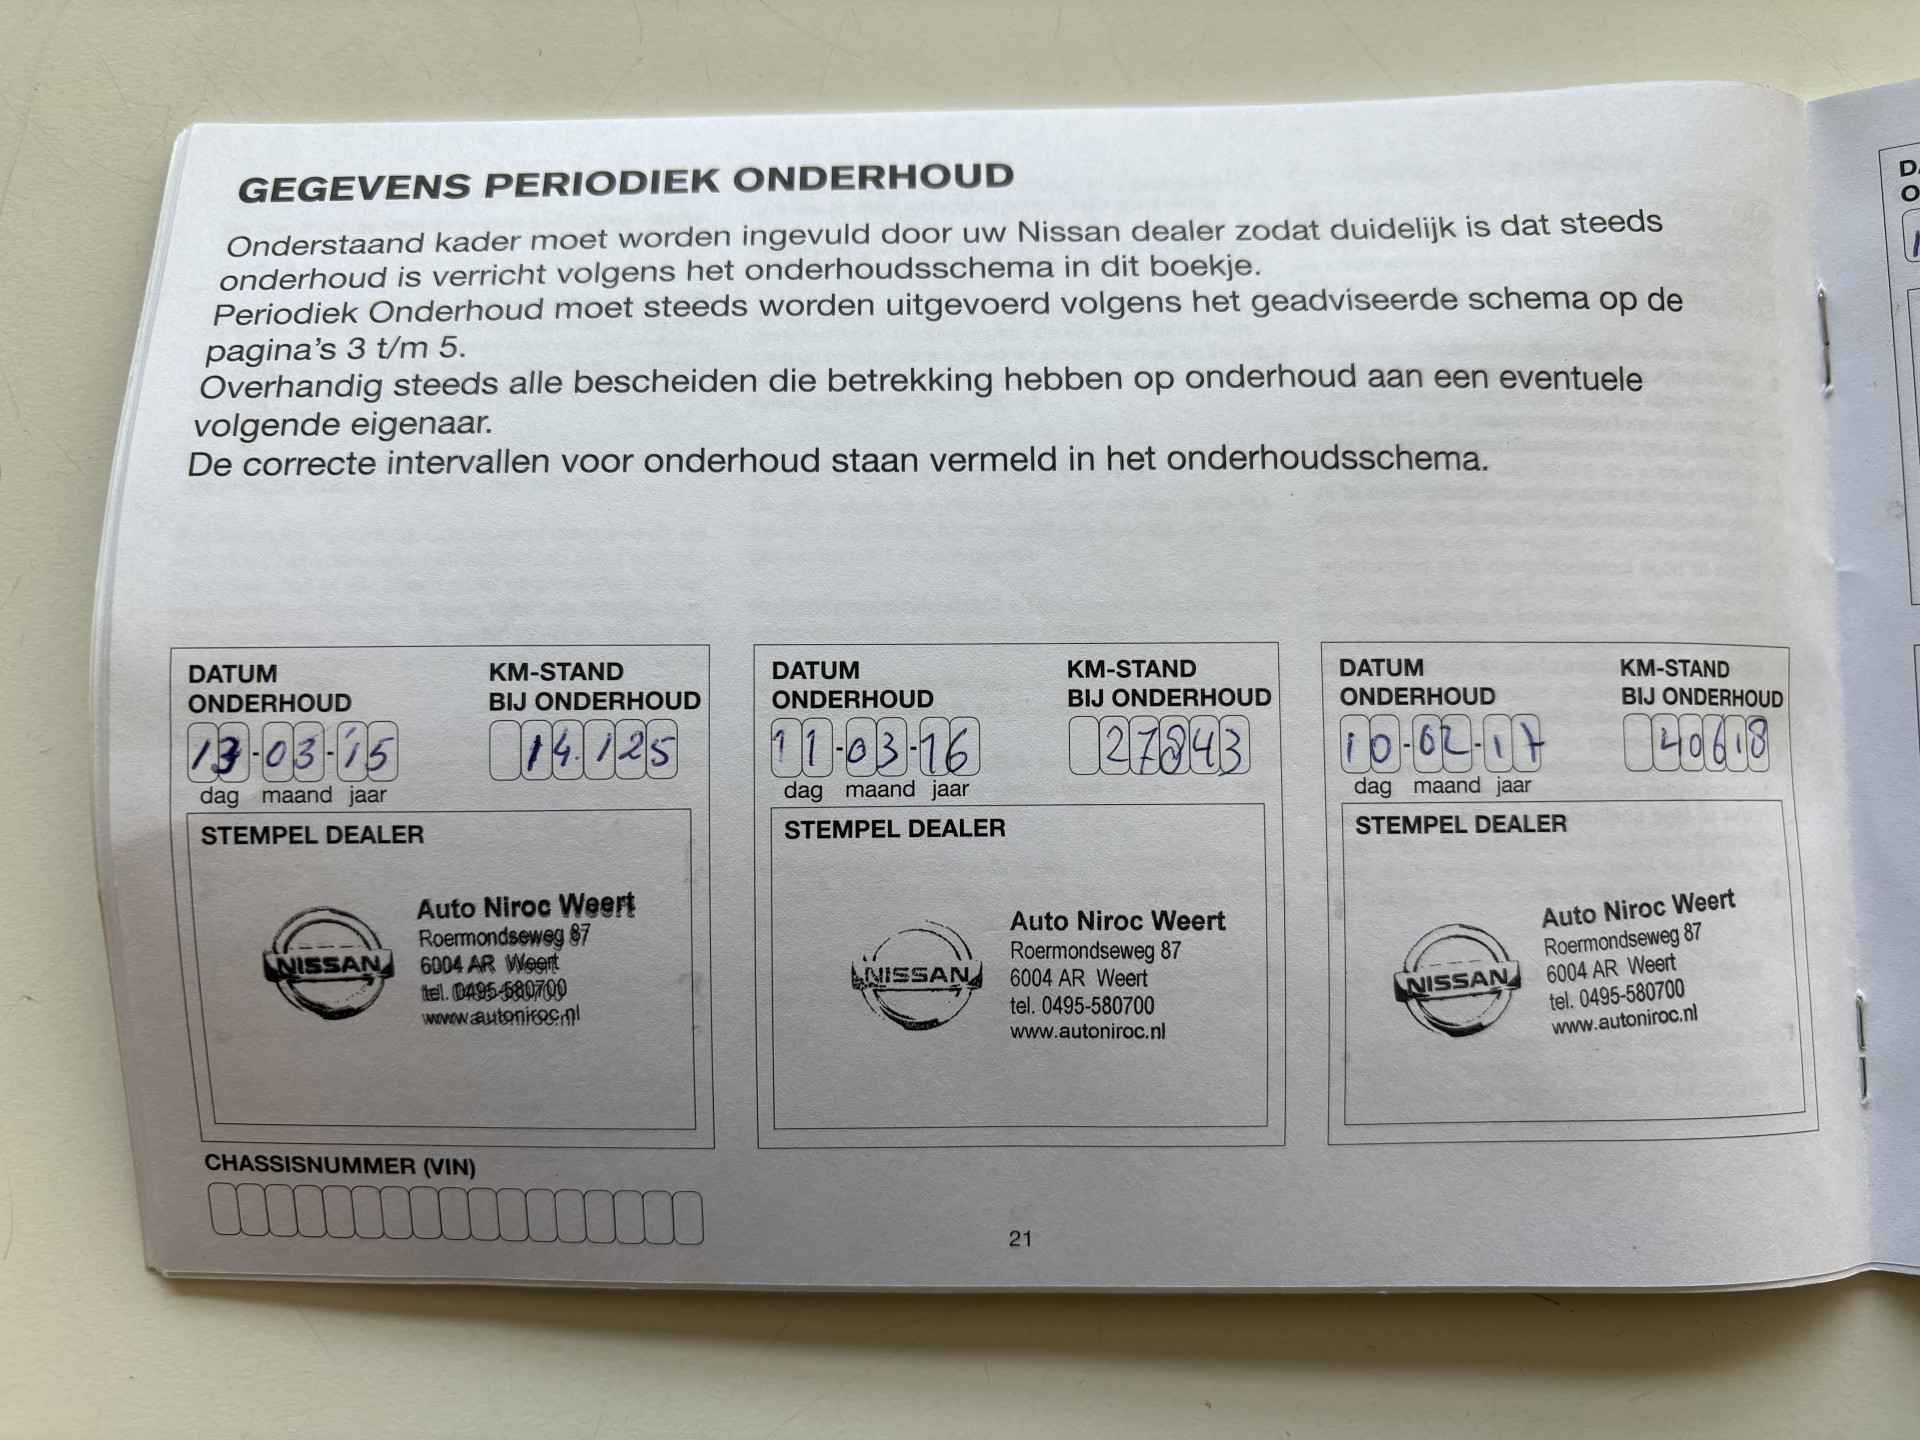 GEGEVENS PERIODIEK ONDERHOUD
Onderstaand kader moet worden ingevuld door uw Nissan dealer zodat duidelijk is dat steeds
onderhoud is verricht volgens het onderhoudsschema in dit boekje.
Periodiek Onderhoud moet steeds worden uitgevoerd volgens het geadviseerde schema op de
pagina's 3 t/m 5.
Overhandig steeds alle bescheiden die betrekking hebben op onderhoud aan een eventuele
volgende eigenaar.
De correcte intervallen voor onderhoud staan vermeld in het onderhoudsschema.
DATUM
ONDERHOUD
KM-STAND
BIJ ONDERHOUD
13-03-15
14.125
dag maand jaar
STEMPEL DEALER
NISSAN
Auto Niroc Weert
Roermondseweg 87
6004 AR Weert
tel. 0495-580700
www.autoniroc.nl
CHASSISNUMMER (VIN)
DATUM
ONDERHOUD
KM-STAND
BIJ ONDERHOUD
11-03-16
27843
dag maand jaar
STEMPEL DEALER
NISSAN
Auto Niroc Weert
Roermondseweg 87
6004 AR Weert
tel. 0495-580700
www.autoniroc.nl
DATUM
ONDERHOUD
KM-STAND
BIJ ONDERHOUD
10-02-17
40618
dag maand jaar
STEMPEL DEALER
NISSAN
Auto Niroc Weert
Roermondseweg 87
6004 AR Weert
tel. 0495-580700
www.autoniroc.nl
21